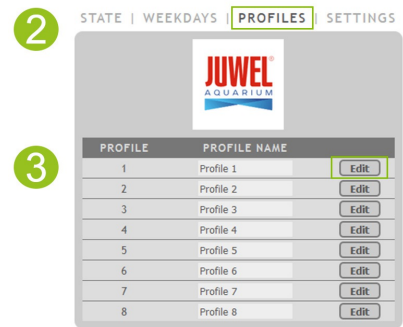 2 STATE | WEEKDAYS | PROFILES | SETTINGS
JUWEL
AQUARIUM
3
PROFILE PROFILE NAME
1 Profile 1 Edit
2 Profile 2 Edit
3 Profile 3 Edit
4 Profile 4 Edit
5 Profile 5 Edit
6 Profile 6 Edit
7 Profile 7 Edit
8 Profile 8 Edit